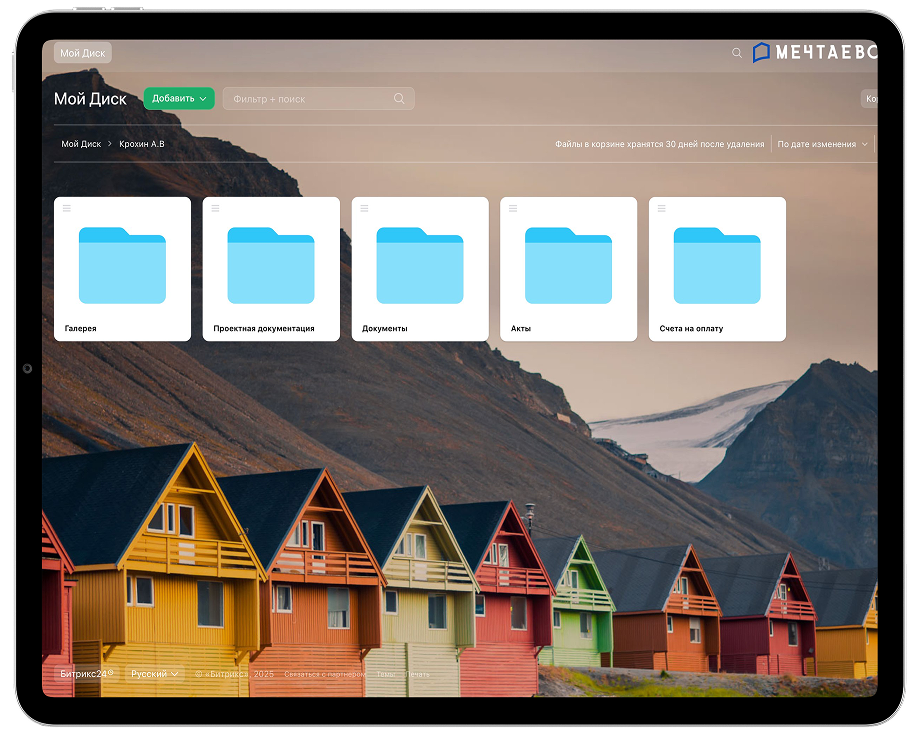 Мой Диск
МЕЧТАЕВО
Мой Диск
Добавить
Фильтр + поиск
Ко
Мой Диск > Крохин А.В
Файлы в корзине хранятся 30 дней после удаления
По дате изменения
Галерея
Проектная документация
Документы
Акты
Счета на оплату
Битрикс24©
Русский
© «Битрикс», 2025
Связаться с партнером
Темы
Печать